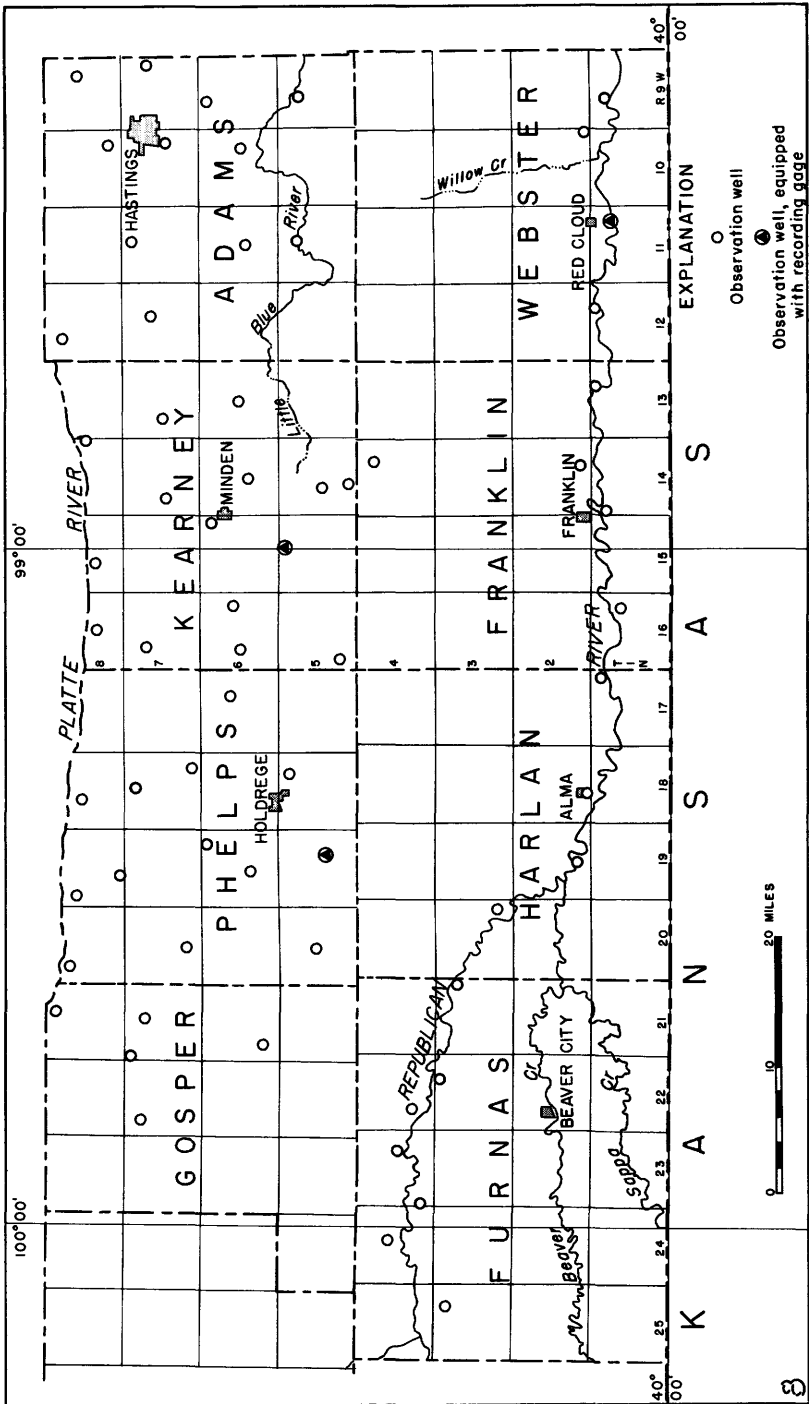 100°00'
99°00'
PLATTE
RIVER
GOSPER
PHELPS
KEARNEY
ADAMS
HASTINGS
HOLDREGE
MINDEN
8
7
6
5
4
3
2
T
I
N
Little
Blue
River
REPUBLICAN
RIVER
FURNAS
HARLAN
FRANKLIN
WEBSTER
Willow Cr
Beaver
Cr
BEAVER CITY
Sappa
Cr
ALMA
FRANKLIN
RED CLOUD
25
24
23
22
21
20
19
18
17
16
15
14
13
12
11
10
R 9 W
40°
00'
40°
00'
KANSAS
0
10
20 MILES
EXPLANATION
Observation well
Observation well, equipped
with recording gage